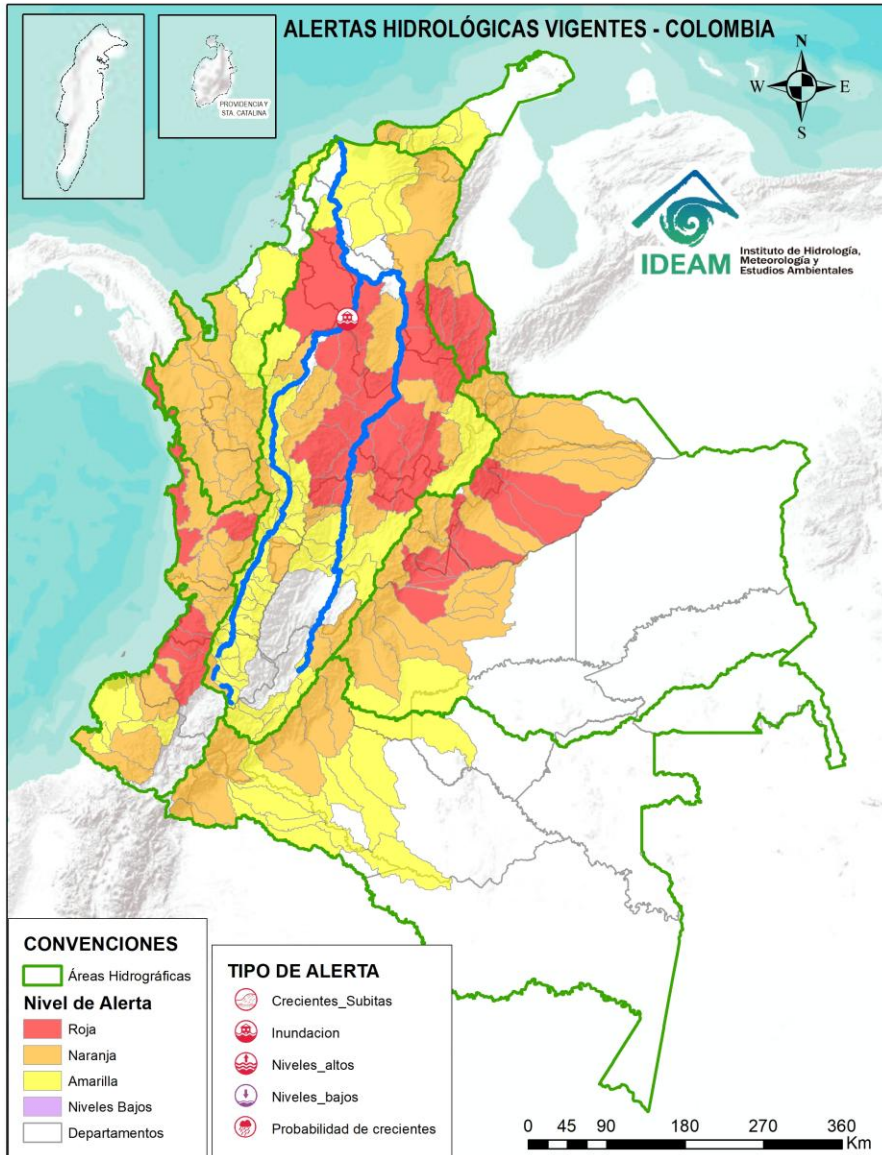 ALERTAS HIDROLÓGICAS VIGENTES - COLOMBIA
PROVIDENCIA Y
STA. CATALINA
N
W
E
S
IDEAM
Instituto de Hidrología,
Meteorología y
Estudios Ambientales
CONVENCIONES
Áreas Hidrográficas
Nivel de Alerta
Roja
Naranja
Amarilla
Niveles Bajos
Departamentos
TIPO DE ALERTA
Crecientes_Subitas
Inundacion
Niveles_altos
Niveles_bajos
Probabilidad de crecientes
0 45 90 180 270 360
Km